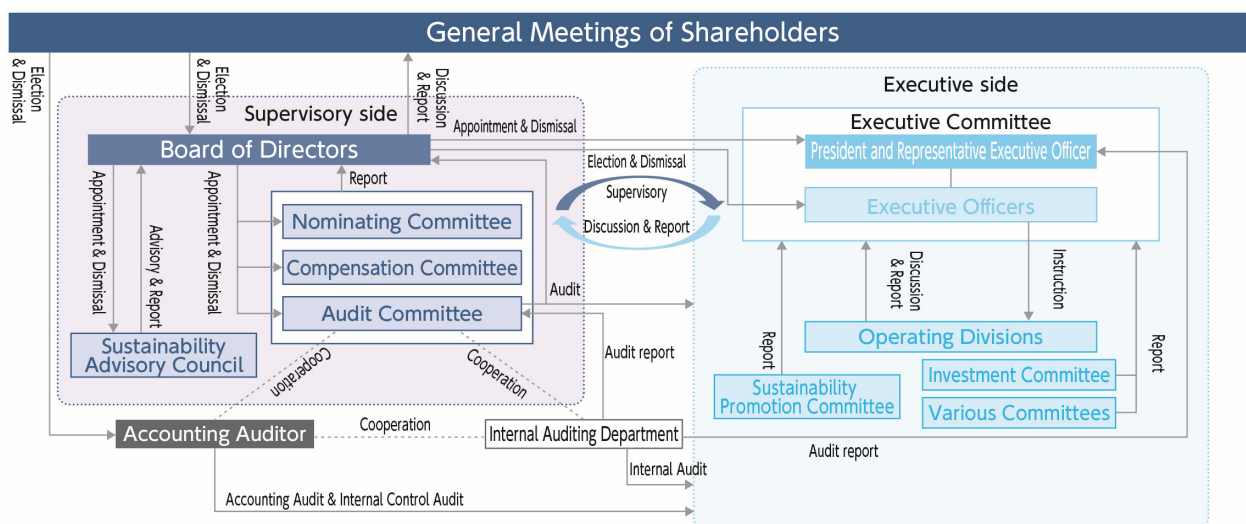 General Meetings of Shareholders
Election
& Dismissal
Election
& Dismissal
Discussion
& Report
Supervisory side
Board of Directors
Appointment & Dismissal
Election & Dismissal
Supervisory
Discussion & Report
Appointment & Dismissal
Advisory & Report
Appointment & Dismissal
Report
Nominating Committee
Compensation Committee
Audit Committee
Audit
Sustainability
Advisory Council
Cooperation
Cooperation
Audit report
Accounting Auditor
Cooperation
Internal Auditing Department
Internal Audit
Accounting Audit & Internal Control Audit
Executive side
Executive Committee
President and Representative Executive Officer
Executive Officers
Discussion
& Report
Instruction
Operating Divisions
Report
Sustainability
Promotion Committee
Investment Committee
Various Committees
Report
Audit report